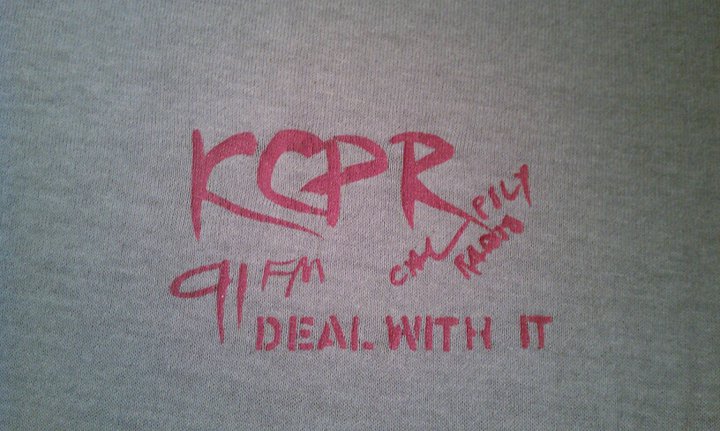 KCPR
CAL POLY
RADIO
91 FM
DEAL WITH IT